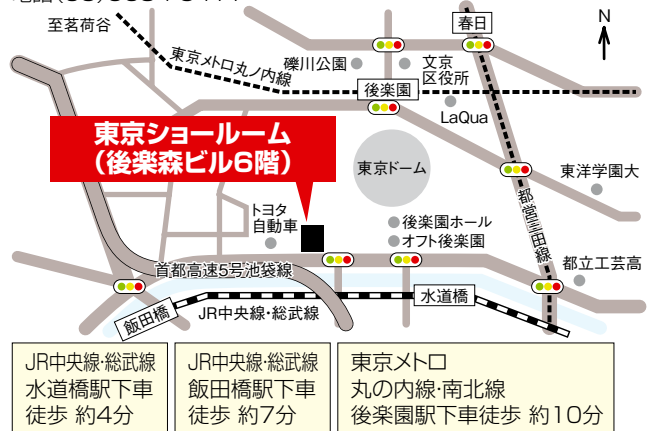 至茗荷谷
春日
N
東京メトロ丸ノ内線
礫川公園
文京
区役所
後楽園
LaQua
東京ショールーム
（後楽森ビル6階）
東京ドーム
東洋学園大
トヨタ
自動車
後楽園ホール
オフト後楽園
都営三田線
首都高速5号池袋線
都立工芸高
水道橋
飯田橋
JR中央線・総武線
JR中央線・総武線
水道橋駅下車
徒歩 約4分
JR中央線・総武線
飯田橋駅下車
徒歩 約7分
東京メトロ
丸の内線・南北線
後楽園駅下車徒歩 約10分